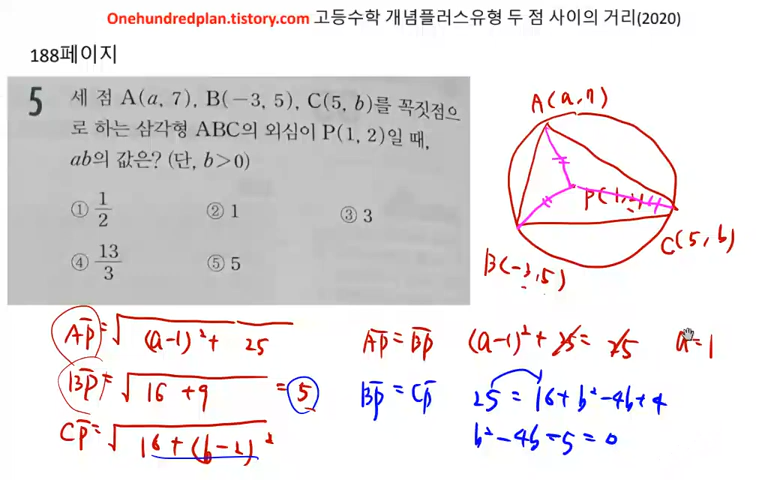 Onehundredplan.tistory.com 고등수학 개념플러스유형 두 점 사이의 거리(2020)
188페이지
5 세 점 A(a, 7), B(−3, 5), C(5, b)를 꼭짓점으
로 하는 삼각형 ABC의 외심이 P(1, 2)일 때,
ab의 값은? (단, b>0)
① 1/2 ② 1 ③ 3
④ 13/3 ⑤ 5
A(a, 7)
P(1, 2)
C(5, b)
B(-3, 5)
AP = √(a-1)² + 25
BP = √16 + 9 = 5
CP = √16 + (b-2)²
AP = BP (a-1)² + 25 = 25 a=1
BP = CP 25 = 16 + b² - 4b + 4
b² - 4b - 5 = 0